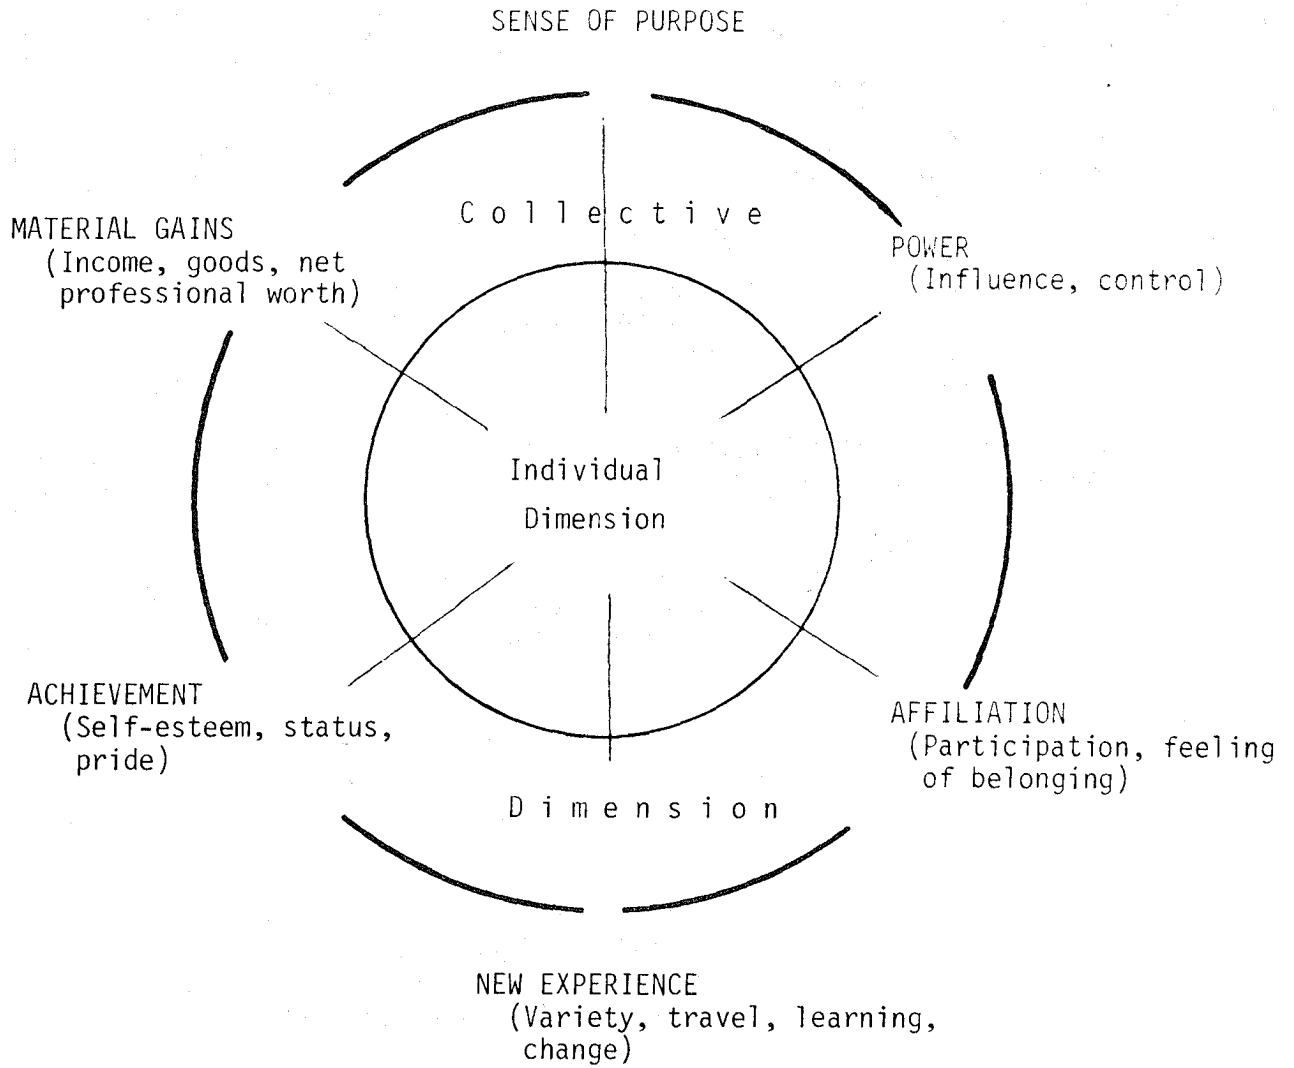 SENSE OF PURPOSE
Collective
MATERIAL GAINS
(Income, goods, net
professional worth)
POWER
(Influence, control)
Individual
Dimension
ACHIEVEMENT
(Self-esteem, status,
pride)
AFFILIATION
(Participation, feeling
of belonging)
Dimension
NEW EXPERIENCE
(Variety, travel, learning,
change)